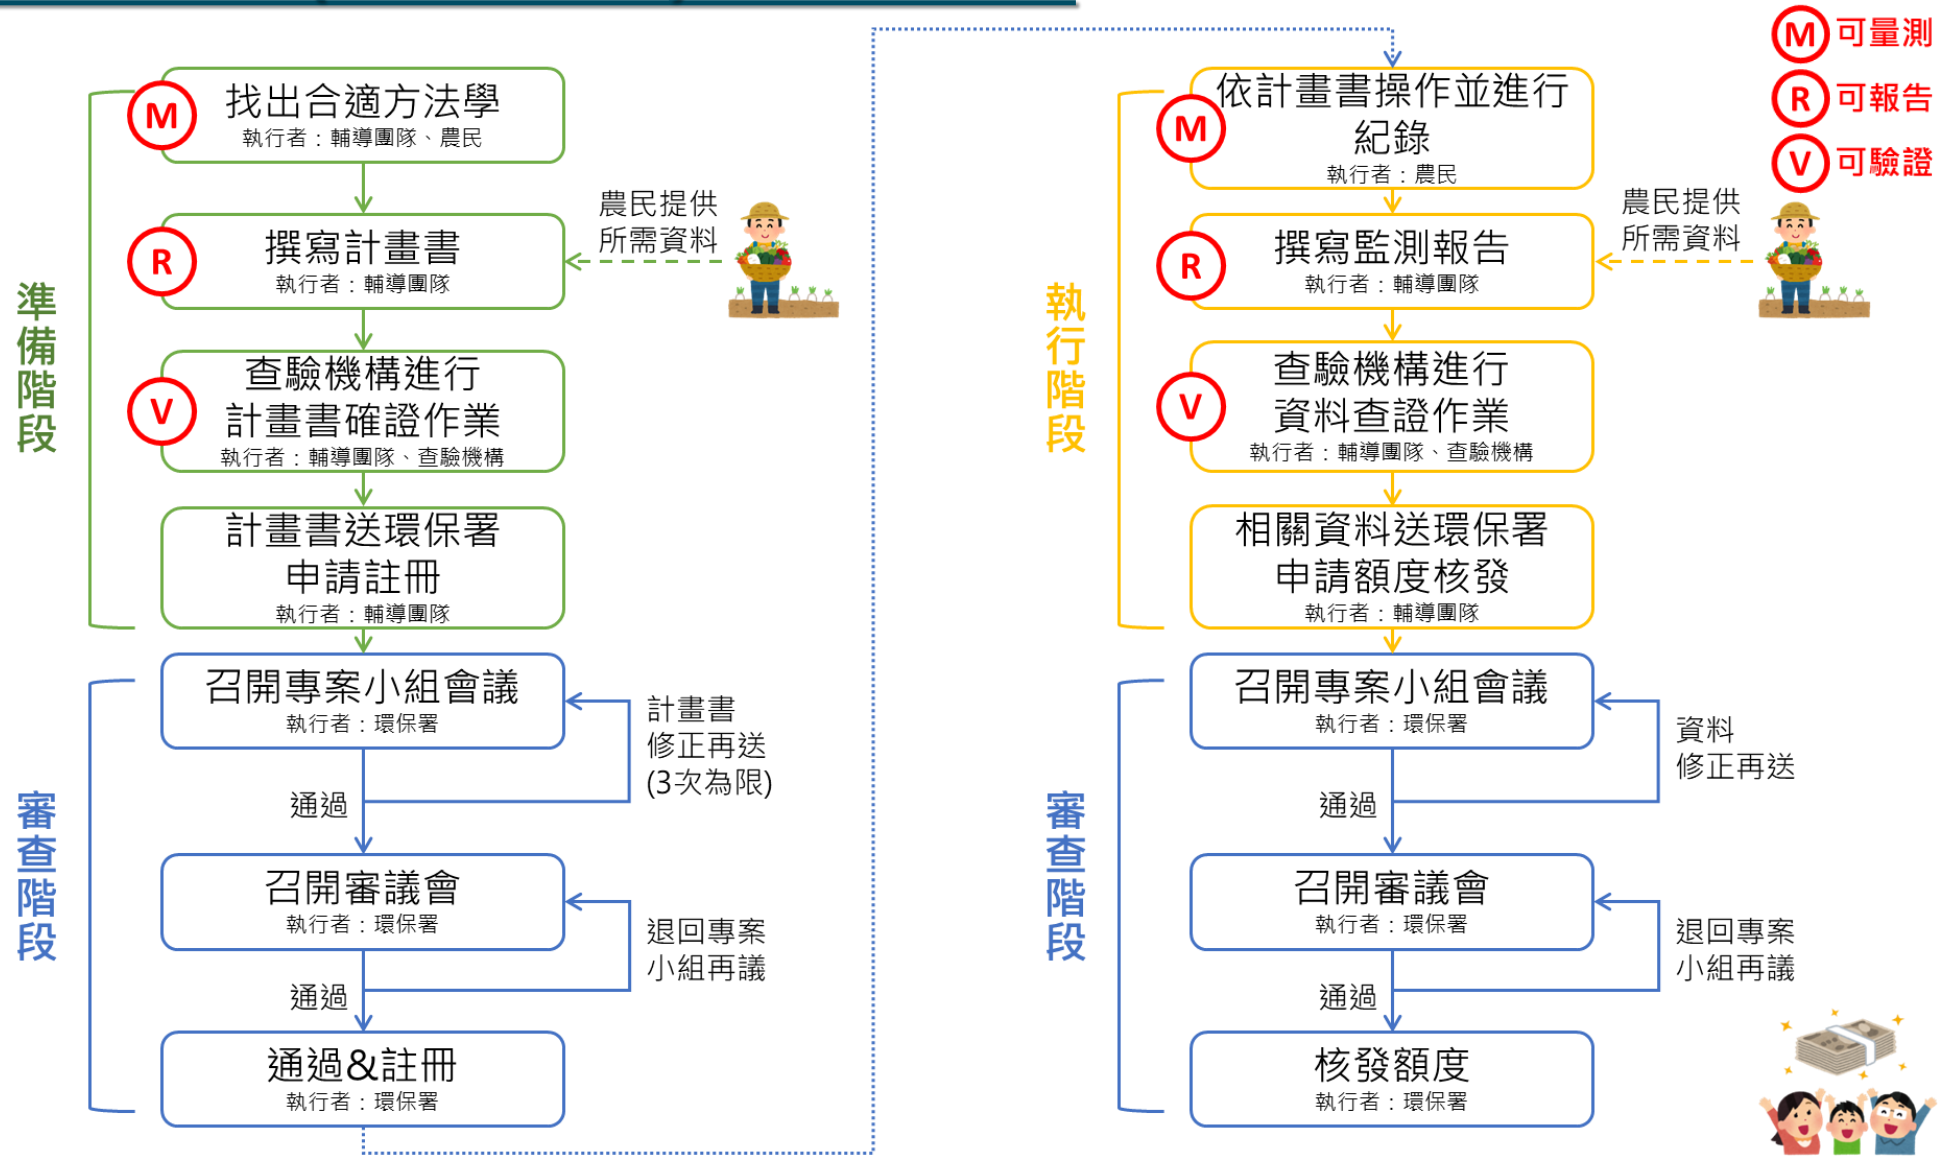 M 可量測
R 可報告
V 可驗證
準備階段
M
找出合適方法學
執行者：輔導團隊、農民
R
撰寫計畫書
執行者：輔導團隊
農民提供
所需資料
V
查驗機構進行
計畫書確證作業
執行者：輔導團隊、查驗機構
計畫書送環保署
申請註冊
執行者：輔導團隊
審查階段
召開專案小組會議
執行者：環保署
計畫書
修正再送
(3次為限)
通過
召開審議會
執行者：環保署
退回專案
小組再議
通過
通過&註冊
執行者：環保署
執行階段
M
依計畫書操作並進行
紀錄
執行者：農民
R
撰寫監測報告
執行者：輔導團隊
農民提供
所需資料
V
查驗機構進行
資料查證作業
執行者：輔導團隊、查驗機構
相關資料送環保署
申請額度核發
執行者：輔導團隊
審查階段
召開專案小組會議
執行者：環保署
資料
修正再送
通過
召開審議會
執行者：環保署
退回專案
小組再議
通過
核發額度
執行者：環保署